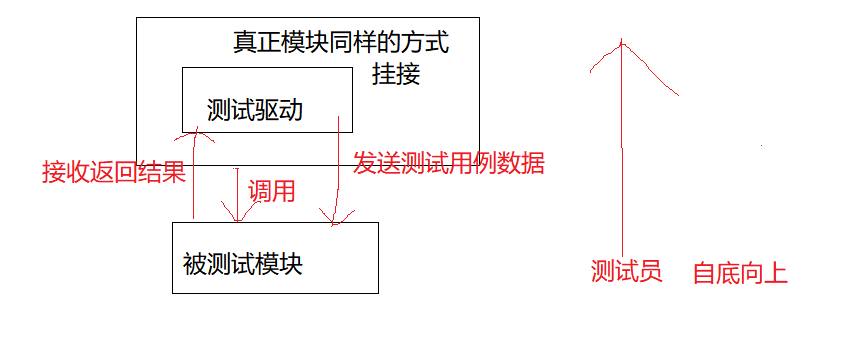 真正模块同样的方式
挂接
测试驱动
接收返回结果
发送测试用例数据
调用
被测试模块
测试员
自底向上